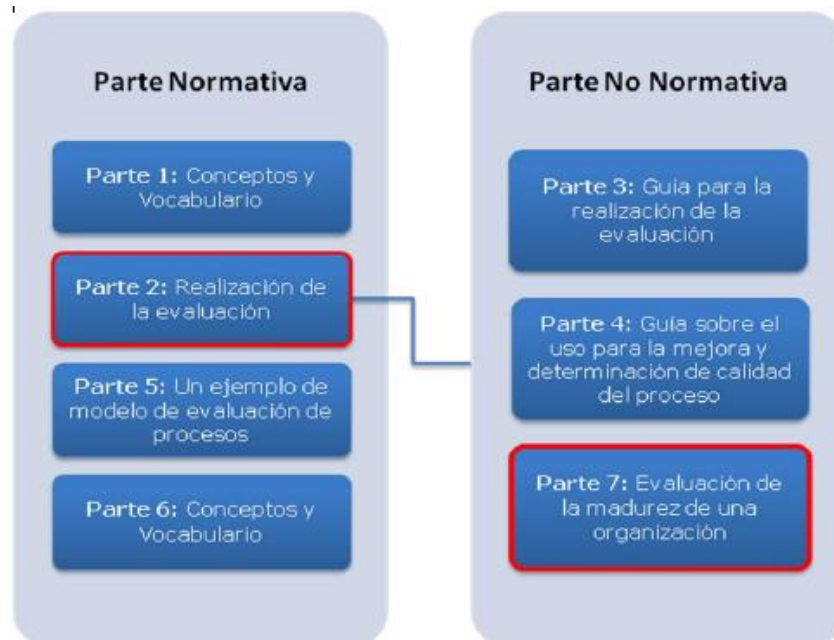 Parte Normativa
Parte 1: Conceptos y
Vocabulario
Parte 2: Realización de
la evaluación
Parte 5: Un ejemplo de
modelo de evaluación de
procesos
Parte 6: Conceptos y
Vocabulario
Parte No Normativa
Parte 3: Guía para la
realización de la
evaluación
Parte 4: Guía sobre el
uso para la mejora y
determinación de calidad
del proceso
Parte 7: Evaluación de
la madurez de una
organización